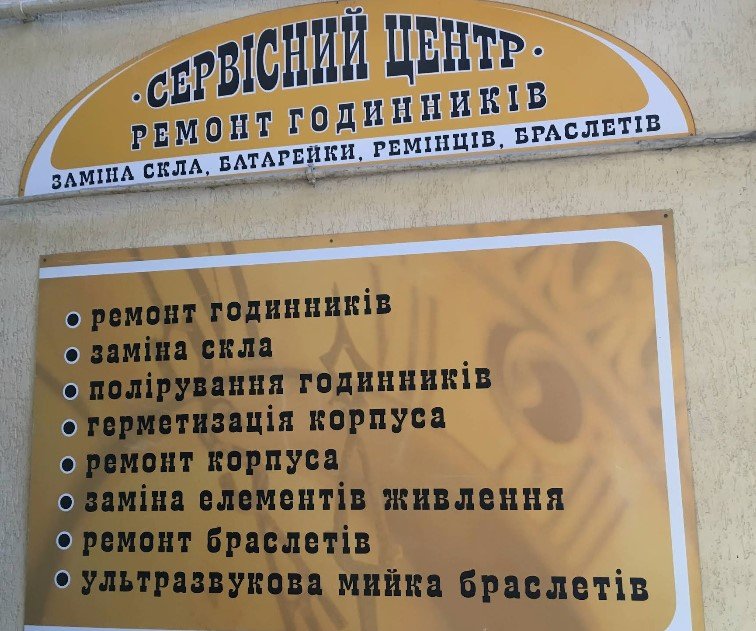 ·СЕРВІСНИЙ ЦЕНТР·
РЕМОНТ ГОДИННИКІВ
ЗАМІНА СКЛА, БАТАРЕЙКИ, РЕМІНЦІВ, БРАСЛЕТІВ
• ремонт годинників
• заміна скла
• полірування годинників
• герметизація корпуса
• ремонт корпуса
• заміна елементів живлення
• ремонт браслетів
• ультразвукова мийка браслетів